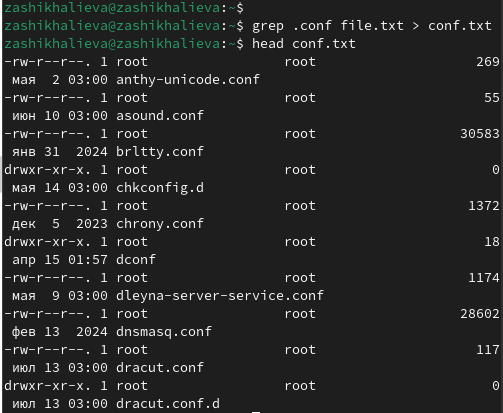 zashikhalieva@zashikhalieva:~$
zashikhalieva@zashikhalieva:~$ grep .conf file.txt > conf.txt
zashikhalieva@zashikhalieva:~$ head conf.txt
-rw-r--r--. 1 root root 269
мая 2 03:00 anthy-unicode.conf
-rw-r--r--. 1 root root 55
июн 10 03:00 asound.conf
-rw-r--r--. 1 root root 30583
янв 31 2024 brltty.conf
drwxr-xr-x. 1 root root 0
мая 14 03:00 chkconfig.d
-rw-r--r--. 1 root root 1372
дек 5 2023 chrony.conf
drwxr-xr-x. 1 root root 18
апр 15 01:57 dconf
-rw-r--r--. 1 root root 1174
мая 9 03:00 dleyna-server-service.conf
-rw-r--r--. 1 root root 28602
фев 13 2024 dnsmasq.conf
-rw-r--r--. 1 root root 117
июл 13 03:00 dracut.conf
drwxr-xr-x. 1 root root 0
июл 13 03:00 dracut.conf.d